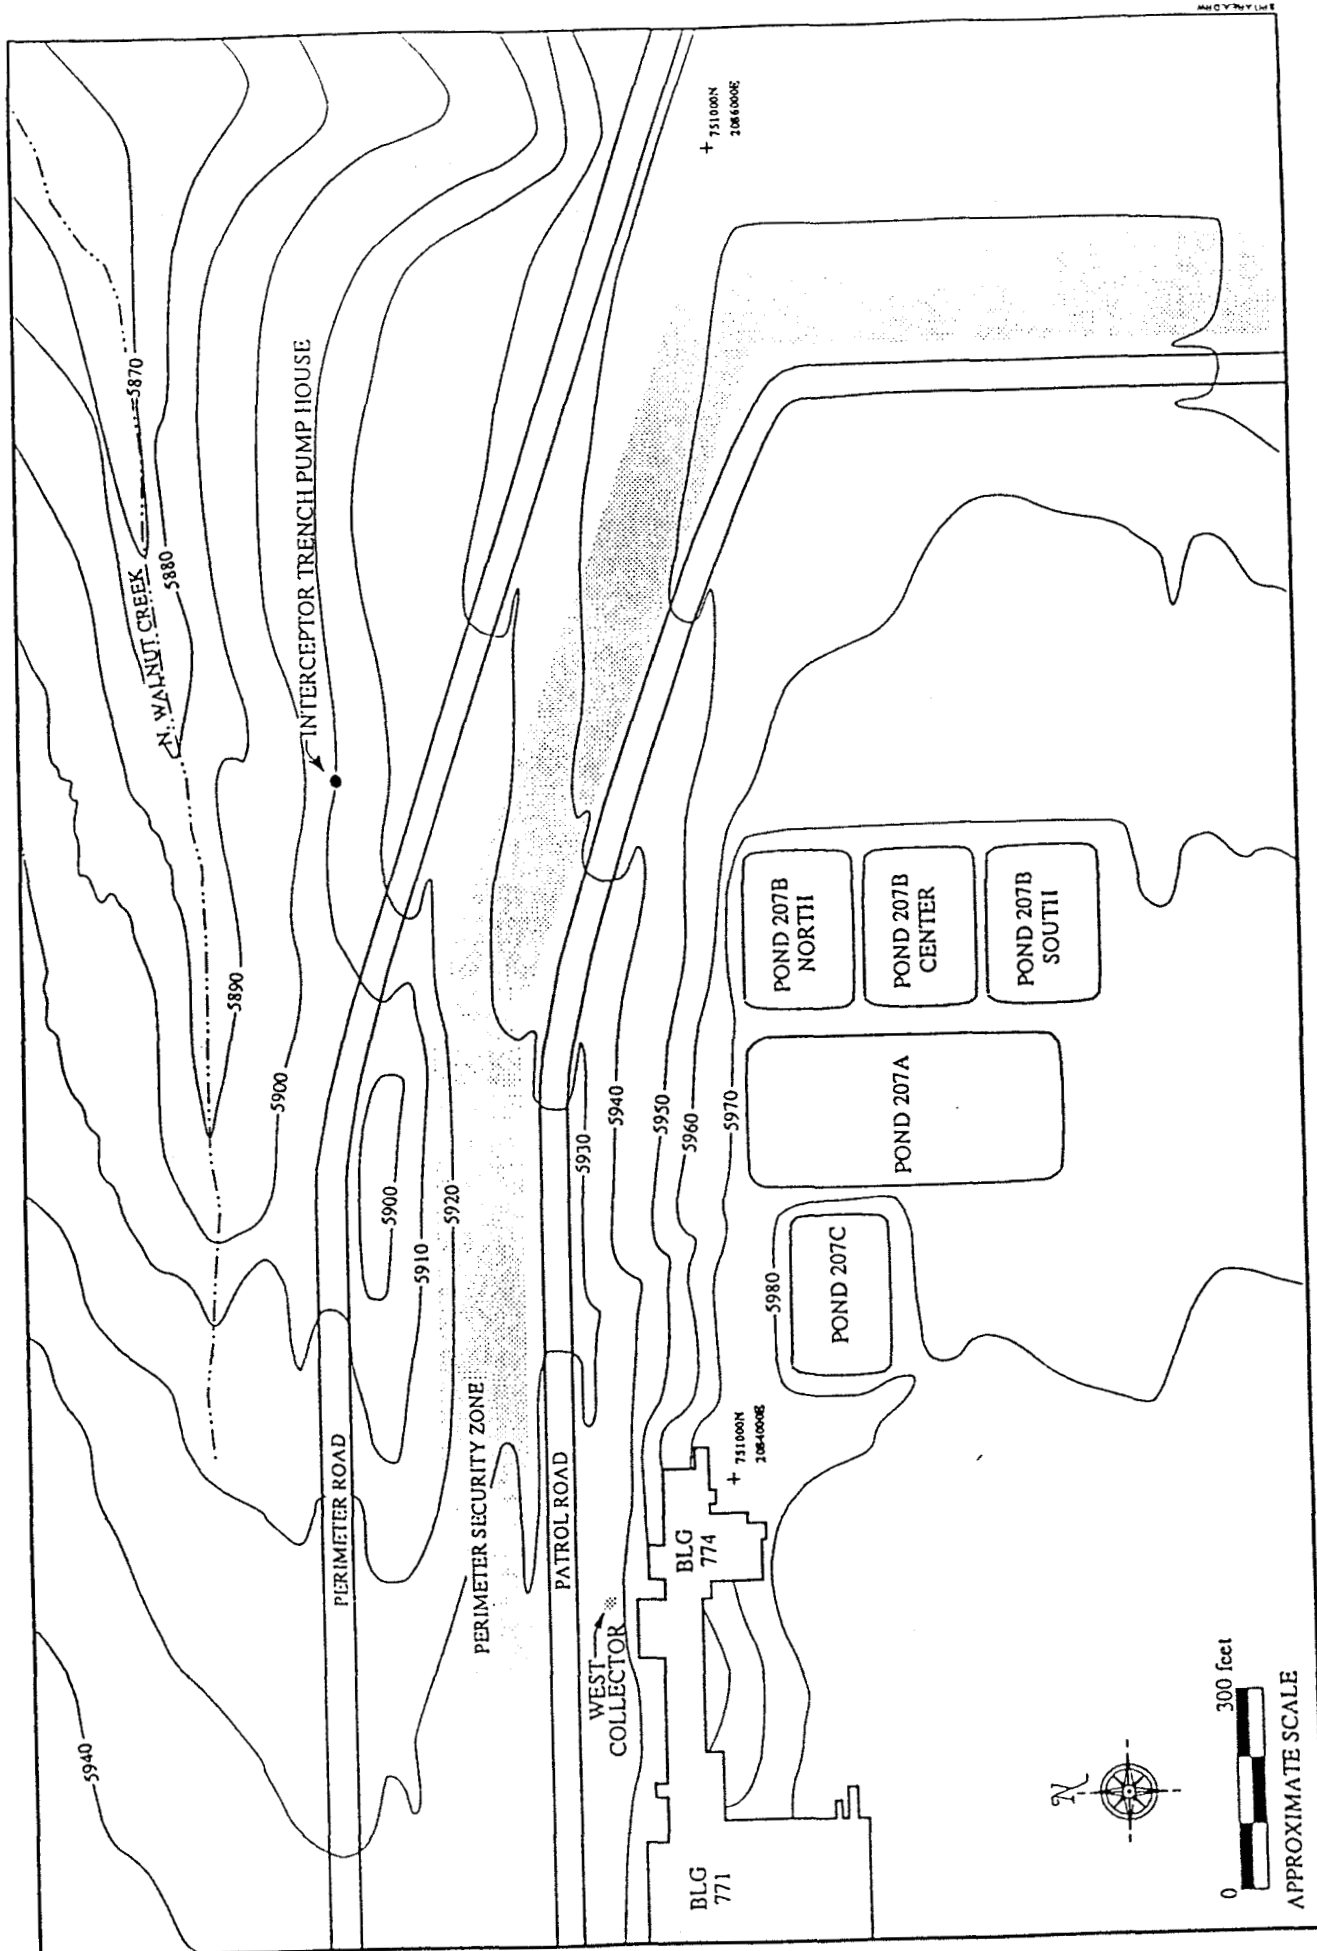 5870
N. WALNUT CREEK
5880
INTERCEPTOR TRENCH PUMP HOUSE
5890
5900
5900
5910
5920
5930
5940
5950
5960
5970
5980
5940
PERIMETER ROAD
PERIMETER SECURITY ZONE
PATROL ROAD
WEST
COLLECTOR
BLG
774
BLG
771
POND 207B
NORTH
POND 207B
CENTER
POND 207B
SOUTH
POND 207A
POND 207C
751000N
2086000E
751000N
2084000E
N
0
300 feet
APPROXIMATE SCALE